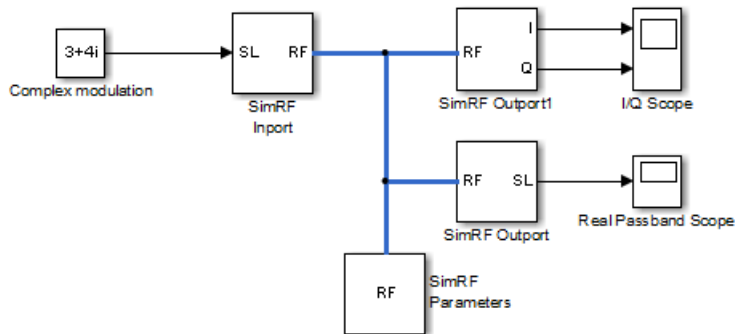 3+4i
Complex modulation
SL RF
SimRF
Inport
RF
I
Q
SimRF Outport1
I/Q Scope
RF SL
SimRF Outport
Real Passband Scope
RF
SimRF
Parameters